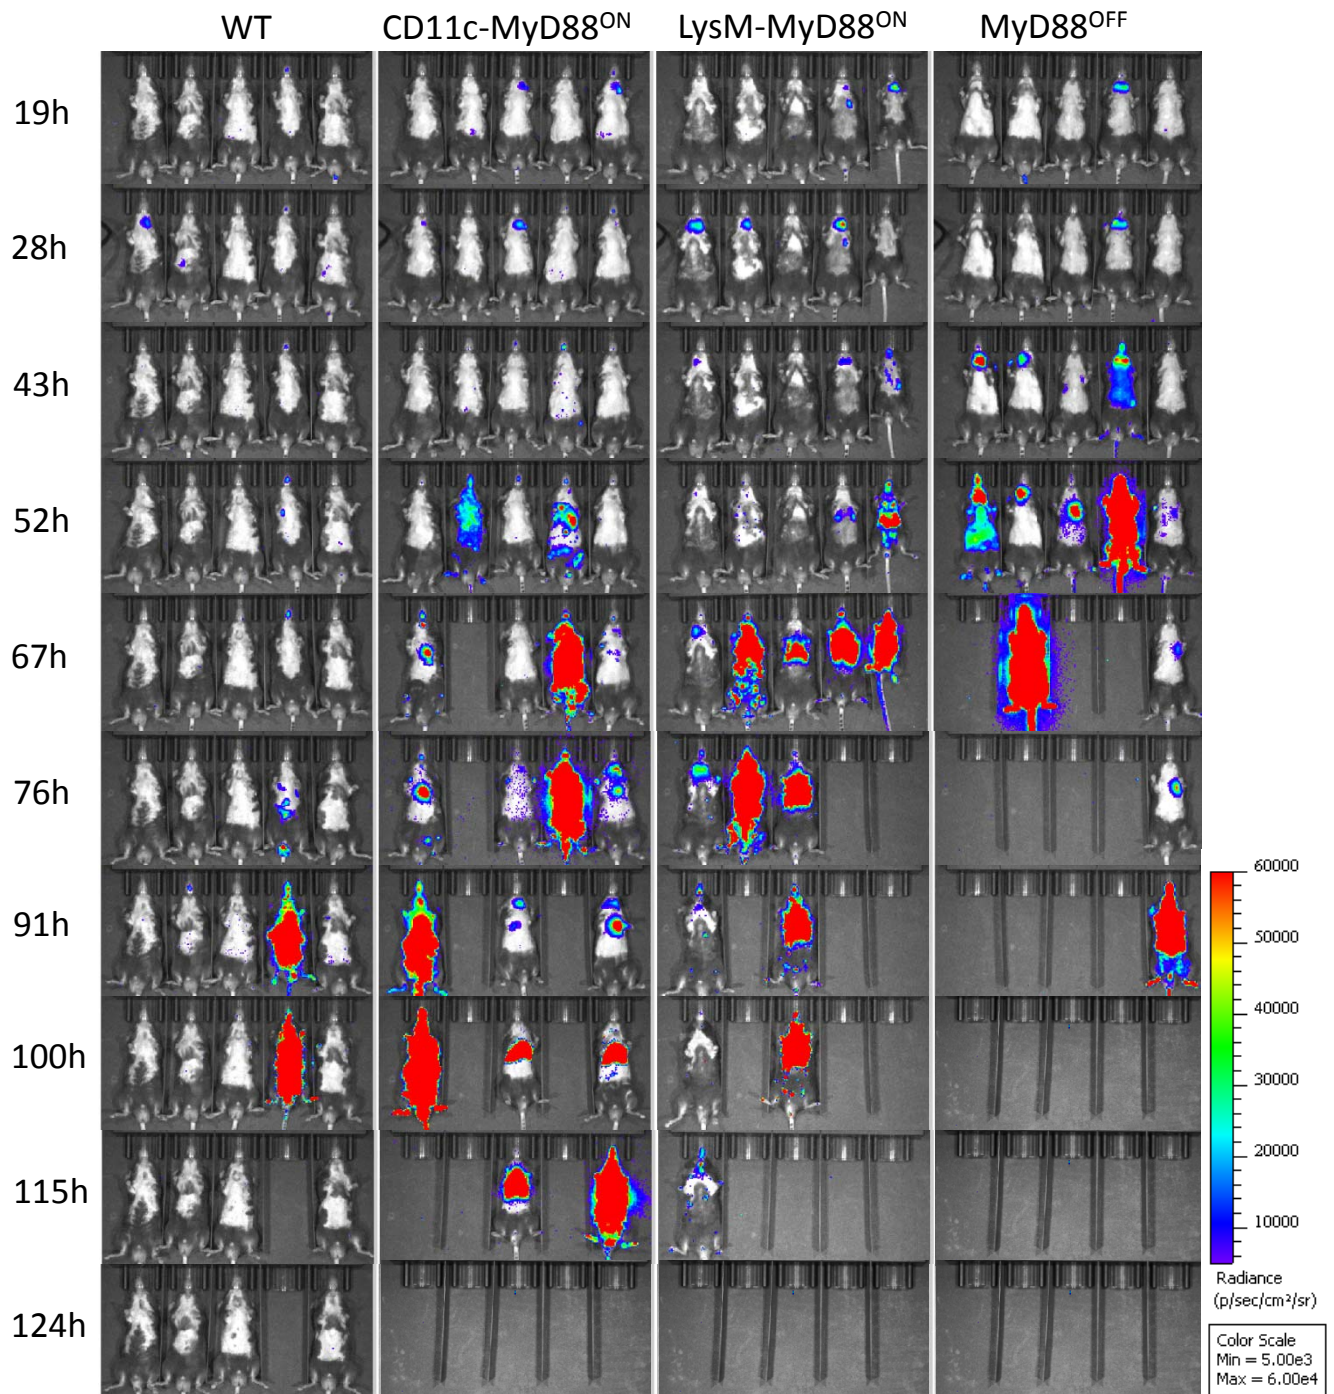 WT CD11c-MyD88ON LysM-MyD88ON MyD88OFF
19h
28h
43h
52h
67h
76h
91h
100h
115h
124h
60000
50000
40000
30000
20000
10000
Radiance
(p/sec/cm²/sr)
Color Scale
Min = 5.00e3
Max = 6.00e4